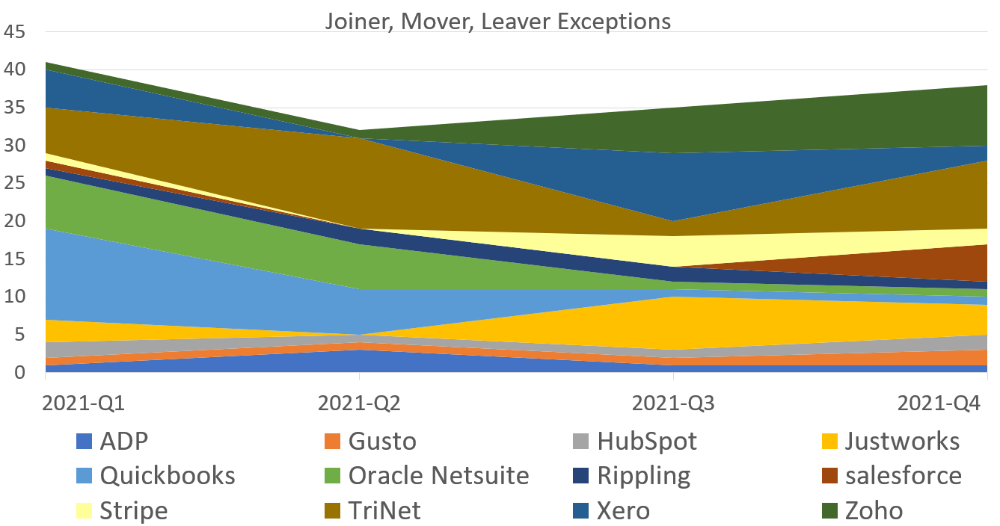 Joiner, Mover, Leaver Exceptions
45
40
35
30
25
20
15
10
5
0
2021-Q1 2021-Q2 2021-Q3 2021-Q4
ADP Gusto HubSpot Justworks
Quickbooks Oracle Netsuite Rippling salesforce
Stripe TriNet Xero Zoho